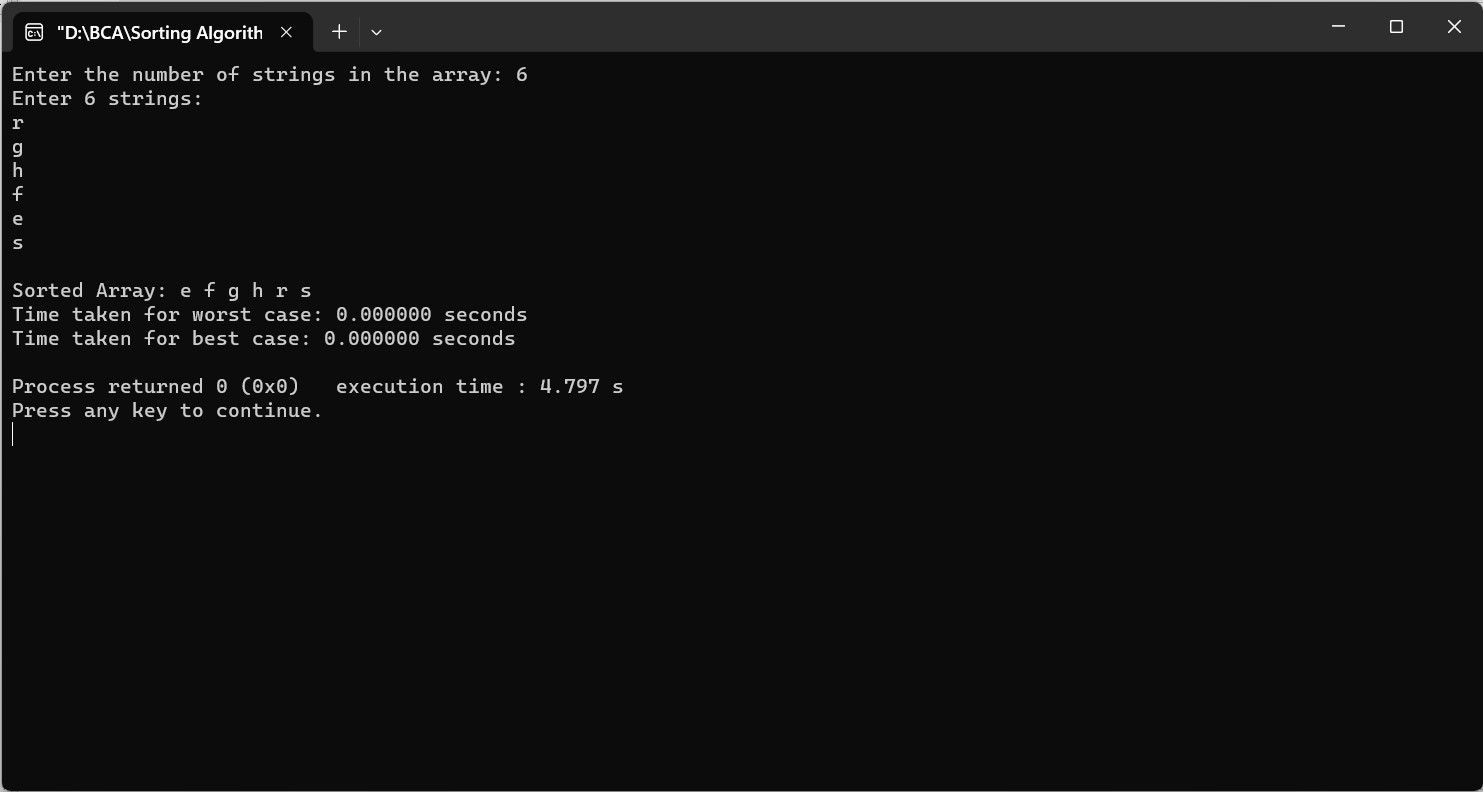 "D:\BCA\Sorting Algorith
Enter the number of strings in the array: 6
Enter 6 strings:
r
g
h
f
e
s
Sorted Array: e f g h r s
Time taken for worst case: 0.000000 seconds
Time taken for best case: 0.000000 seconds
Process returned 0 (0x0)   execution time : 4.797 s
Press any key to continue.